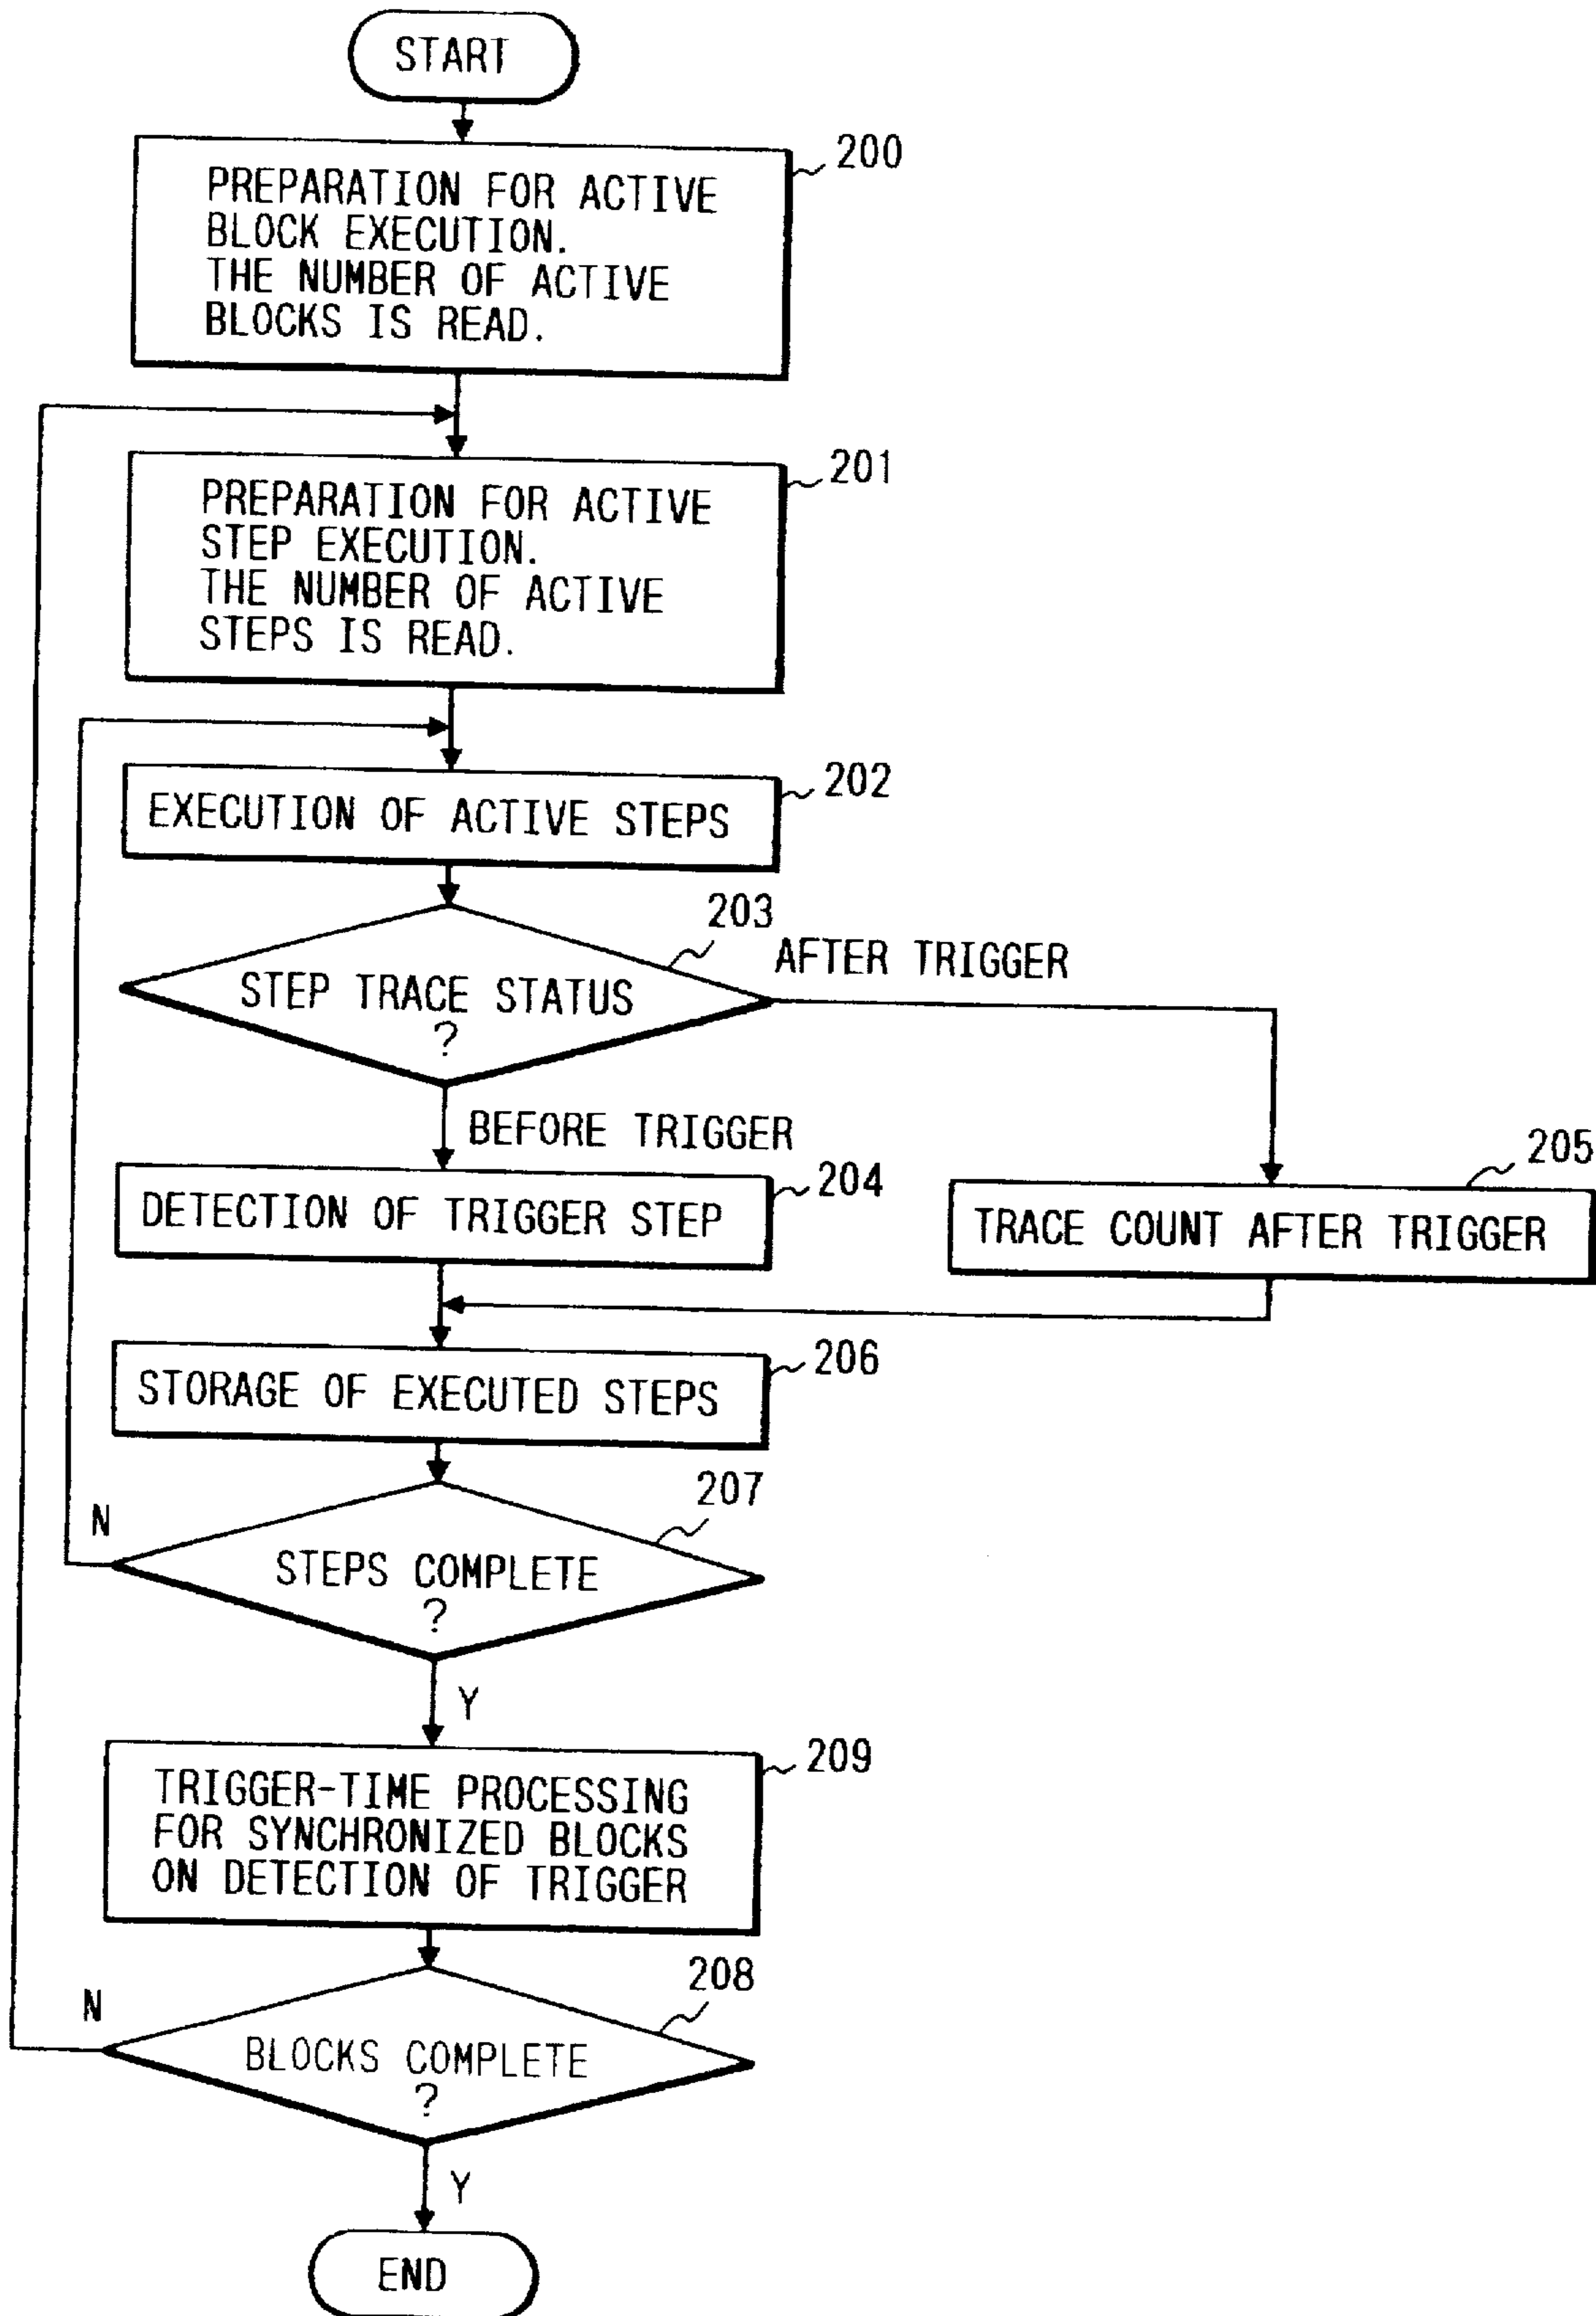 START
200
PREPARATION FOR ACTIVE
BLOCK EXECUTION.
THE NUMBER OF ACTIVE
BLOCKS IS READ.
201
PREPARATION FOR ACTIVE
STEP EXECUTION.
THE NUMBER OF ACTIVE
STEPS IS READ.
202
EXECUTION OF ACTIVE STEPS
203
AFTER TRIGGER
STEP TRACE STATUS
?
BEFORE TRIGGER
204
DETECTION OF TRIGGER STEP
205
TRACE COUNT AFTER TRIGGER
206
STORAGE OF EXECUTED STEPS
207
N
STEPS COMPLETE
?
Y
209
TRIGGER-TIME PROCESSING
FOR SYNCHRONIZED BLOCKS
ON DETECTION OF TRIGGER
208
N
BLOCKS COMPLETE
?
Y
END